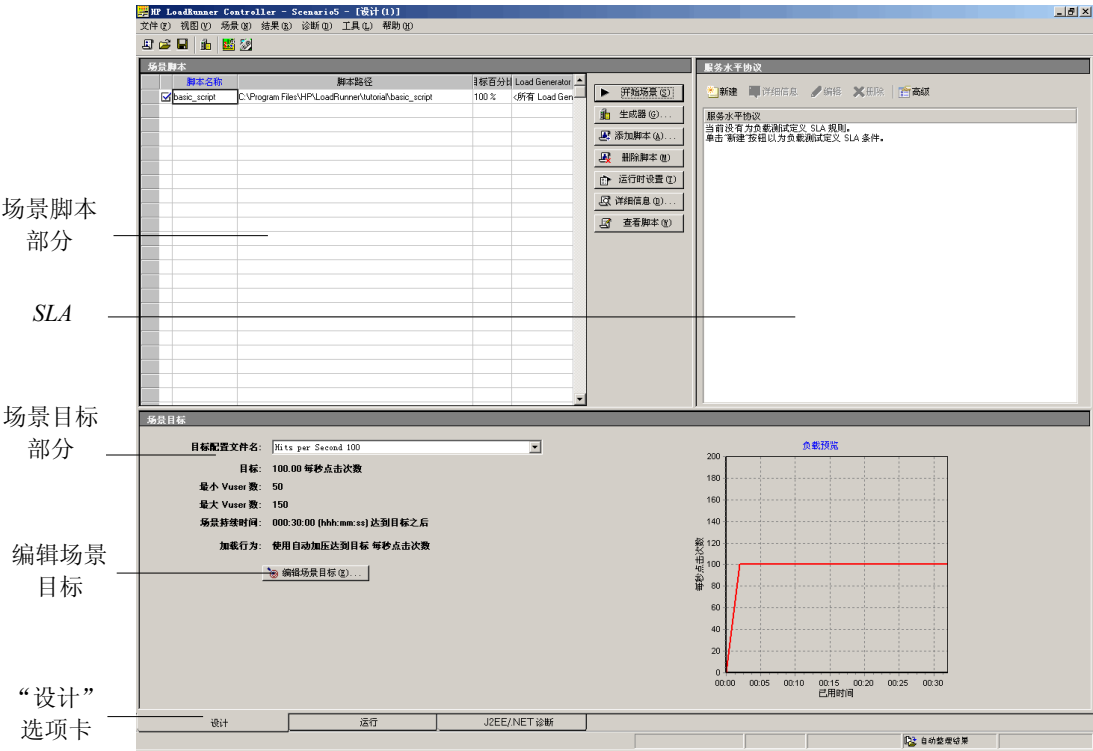 HP LoadRunner Controller - Scenario5 - [设计(1)]
文件(F) 视图(V) 场景(S) 结果(R) 诊断(D) 工具(L) 帮助(H)
场景脚本
脚本名称 脚本路径 目标百分比 Load Generator
basic_script C:\Program Files\HP\LoadRunner\tutorial\basic_script 100 % <所有 Load Gen
开始场景(S)
生成器(G)...
添加脚本(A)...
删除脚本(M)
运行时设置(T)
详细信息(D)...
查看脚本(V)
服务水平协议
新建 详细信息 编辑 删除 高级
服务水平协议
当前没有为负载测试定义 SLA 规则。
单击“新建”按钮以为负载测试定义 SLA 条件。
场景脚本
部分
SLA
场景目标
部分
编辑场景
目标
“设计”
选项卡
场景目标
目标配置文件名: Hits per Second 100
目标: 100.00 每秒点击次数
最小 Vuser 数: 50
最大 Vuser 数: 150
场景持续时间: 000:30:00 (hhh:mm:ss) 达到目标之后
加载行为: 使用自动加压达到目标 每秒点击次数
编辑场景目标(E)...
负载预览
每秒点击次数
200
180
160
140
120
100
80
60
40
20
0
00:00 00:05 00:10 00:15 00:20 00:25 00:30
已用时间
设计 运行 J2EE/.NET 诊断
自动整理结果